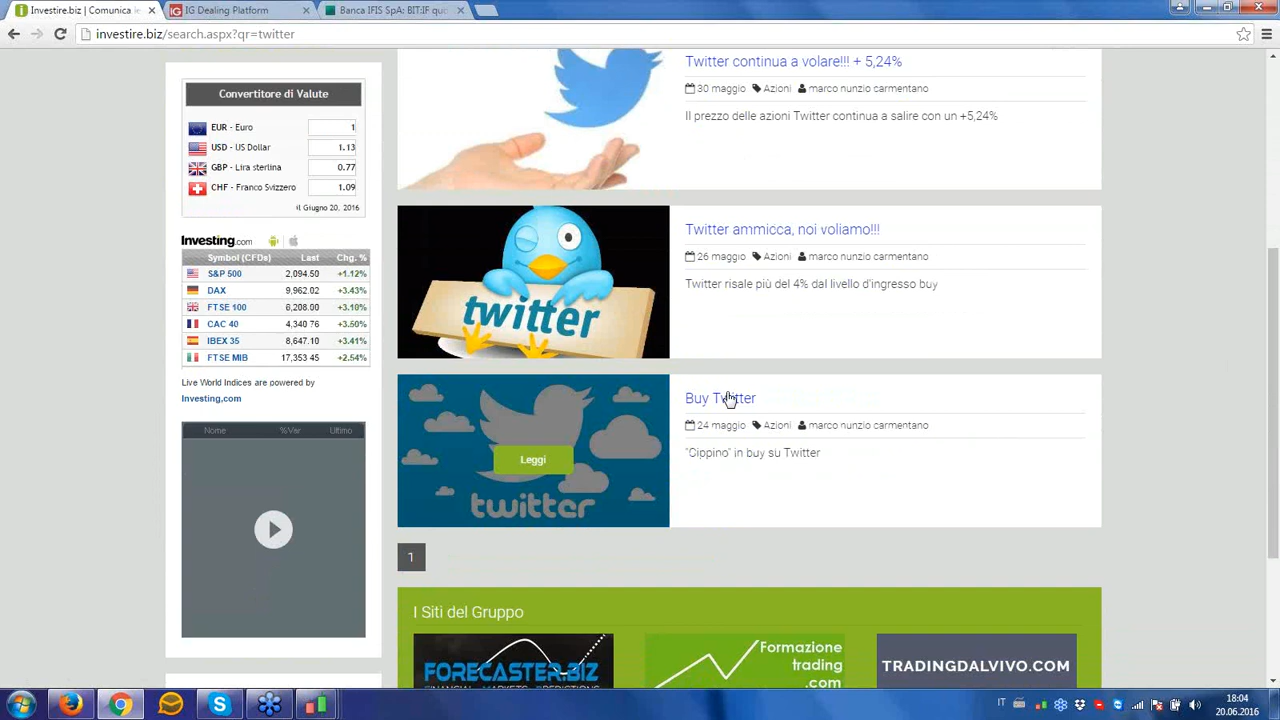 Investire.biz | Comunica le
IG Dealing Platform
Banca IFIS SpA: BIT:IF quo
investire.biz/search.aspx?qr=twitter
Convertitore di Valute
EUR - Euro 1
USD - US Dollar 1.13
GBP - Lira sterlina 0.77
CHF - Franco Svizzero 1.09
il Giugno 20, 2016
Investing.com
Symbol (CFDs) Last Chg. %
S&P 500 2,094.50 +1.12%
DAX 9,962.02 +3.43%
FTSE 100 6,208.00 +3.10%
CAC 40 4,340.76 +3.50%
IBEX 35 8,647.10 +3.41%
FTSE MIB 17,353.45 +2.54%
Live World Indices are powered by
Investing.com
Nome %Var Ultimo
Twitter continua a volare!!! + 5,24%
30 maggio Azioni marco nunzio carmentano
Il prezzo delle azioni Twitter continua a salire con un +5,24%
twitter
Twitter ammicca, noi voliamo!!!
26 maggio Azioni marco nunzio carmentano
Twitter risale più del 4% dal livello d'ingresso buy
Leggi
twitter
Buy Twitter
24 maggio Azioni marco nunzio carmentano
"Cippino" in buy su Twitter
1
I Siti del Gruppo
FORECASTER.BIZ
FINANCIAL MARKETS PREDICTIONS
Formazione
trading
.com
TRADINGDALVIVO.COM
IT
18:04
20.06.2016